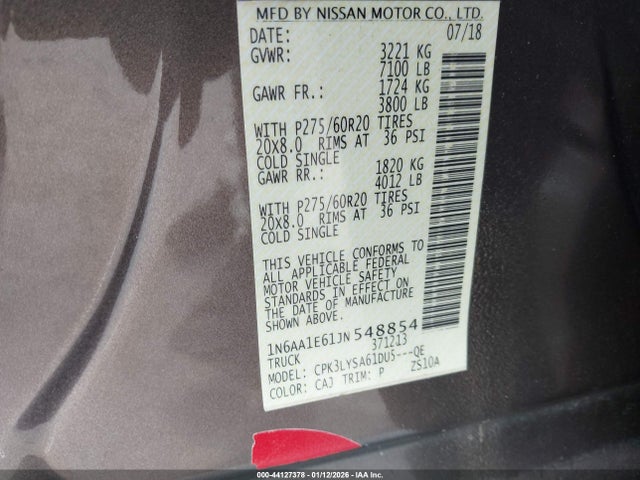 MFD BY NISSAN MOTOR CO., LTD.
DATE: 07/18
GVWR: 3221 KG
7100 LB
GAWR FR.: 1724 KG
3800 LB
WITH P275/60R20 TIRES
20X8.0 RIMS AT 36 PSI
COLD SINGLE
GAWR RR.: 1820 KG
4012 LB
WITH P275/60R20 TIRES
20X8.0 RIMS AT 36 PSI
COLD SINGLE
THIS VEHICLE CONFORMS TO
ALL APPLICABLE FEDERAL
MOTOR VEHICLE SAFETY
STANDARDS IN EFFECT ON
THE DATE OF MANUFACTURE
SHOWN ABOVE.
1N6AA1E61JN548854
TRUCK 371213
MODEL: CPK3LYSA61DU5---QE
COLOR: CAJ TRIM: P ZS10A
000-44127378 - 01/12/2026 - IAA Inc.